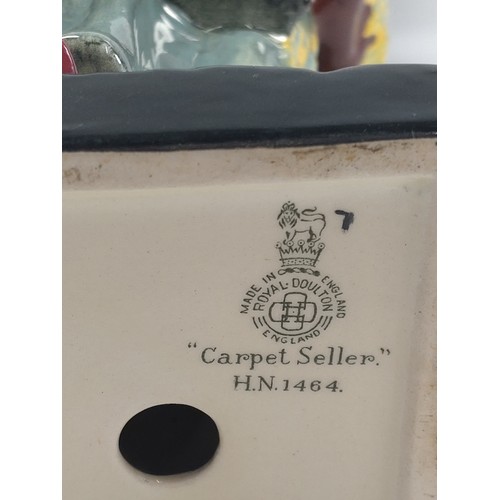 7
MADE IN ENGLAND
ROYAL·DOULTON
ENGLAND
"Carpet Seller."
H.N.1464.